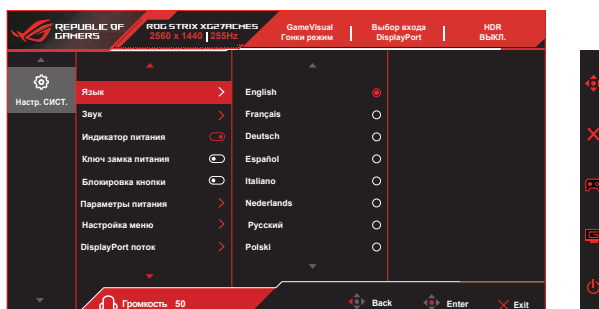 REPUBLIC OF
GAMERS
ROG STRIX XG27ACMES
2560 x 1440 255Hz
GameVisual
Гонки режим
Выбор входа
DisplayPort
HDR
ВЫКЛ.
Настр. СИСТ.
Язык
Звук
Индикатор питания
Ключ замка питания
Блокировка кнопки
Параметры питания
Настройка меню
DisplayPort поток
English
Français
Deutsch
Español
Italiano
Nederlands
Русский
Polski
Громкость 50
Back
Enter
Exit